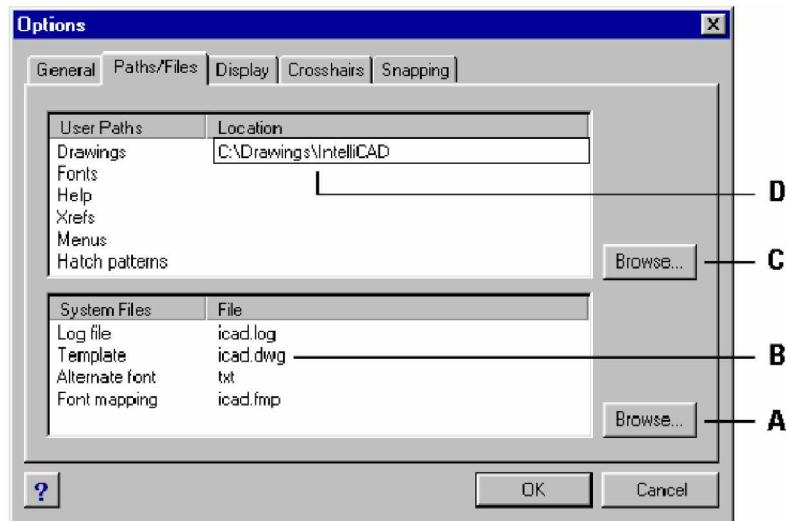 Options
General Paths/Files Display Crosshairs Snapping
User Paths Location
Drawings C:\Drawings\IntelliCAD
Fonts
Help
Xrefs
Menus
Hatch patterns
D
Browse... C
System Files File
Log file icad.log
Template icad.dwg B
Alternate font txt
Font mapping icad.fmp
Browse... A
? OK Cancel